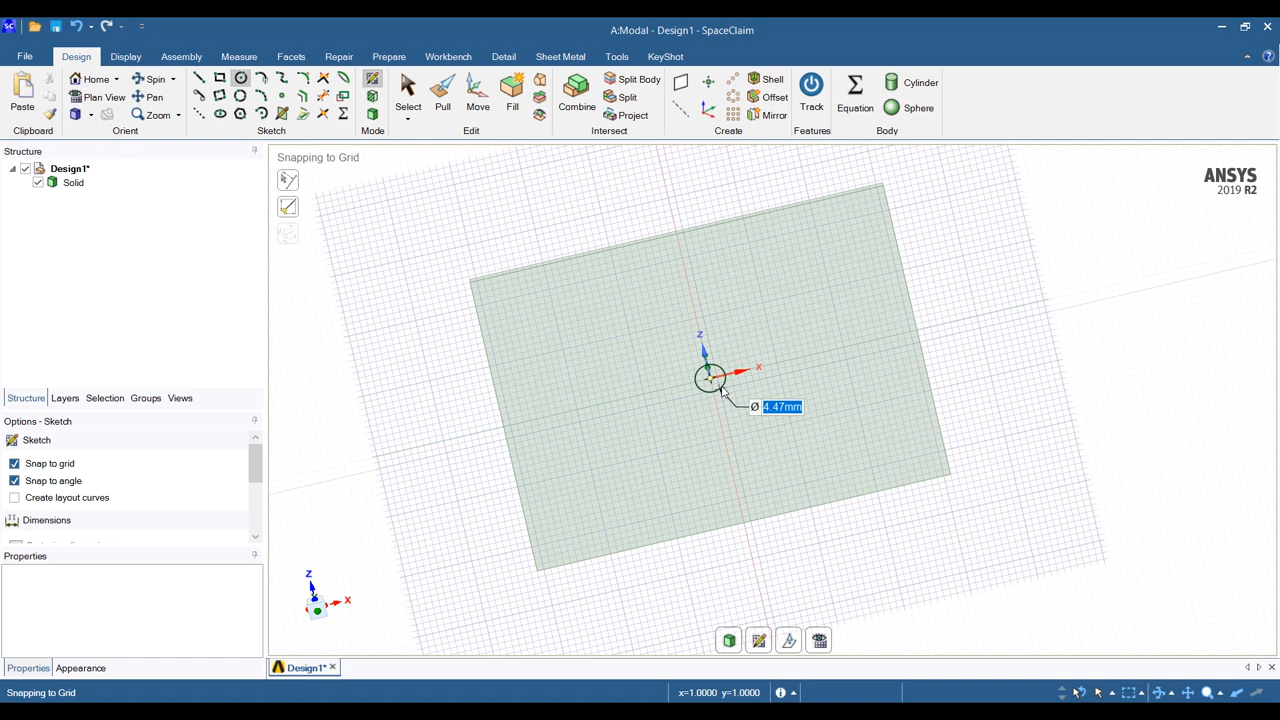 A:Modal - Design1 - SpaceClaim
File Design Display Assembly Measure Facets Repair Prepare Workbench Detail Sheet Metal Tools KeyShot
Home Spin Shell Cylinder
Plan View Pan Split Body Offset Sphere
Zoom Split Mirror
Project
Paste Select Pull Move Fill Combine Track Equation
Clipboard Orient Sketch Mode Edit Intersect Create Features Body
Structure
Design1*
Solid
Snapping to Grid
ANSYS
2019 R2
Z
X
Ø 4.47mm
Structure Layers Selection Groups Views
Options - Sketch
Sketch
Snap to grid
Snap to angle
Create layout curves
Dimensions
Properties
Z
X
Properties Appearance
Design1*
Snapping to Grid
x=1.0000 y=1.0000